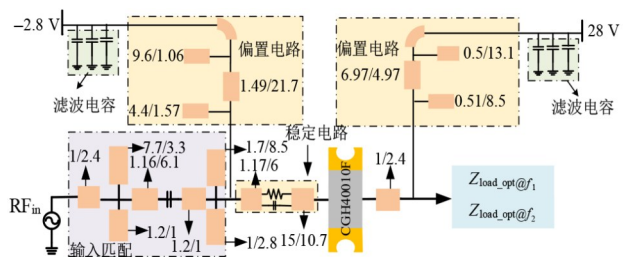 −2.8 V
滤波电容
偏置电路
9.6/1.06
1.49/21.7
4.4/1.57
偏置电路
6.97/4.97
0.5/13.1
0.51/8.5
28 V
滤波电容
稳定电路
7.7/3.3
1/2.4
1.16/6.1
1.7/8.5
1.17/6
CGH40010F
1/2.4
Zload_opt@f1
Zload_opt@f2
RFin
1.2/1
1.2/1
1/2.8
15/10.7
输入匹配